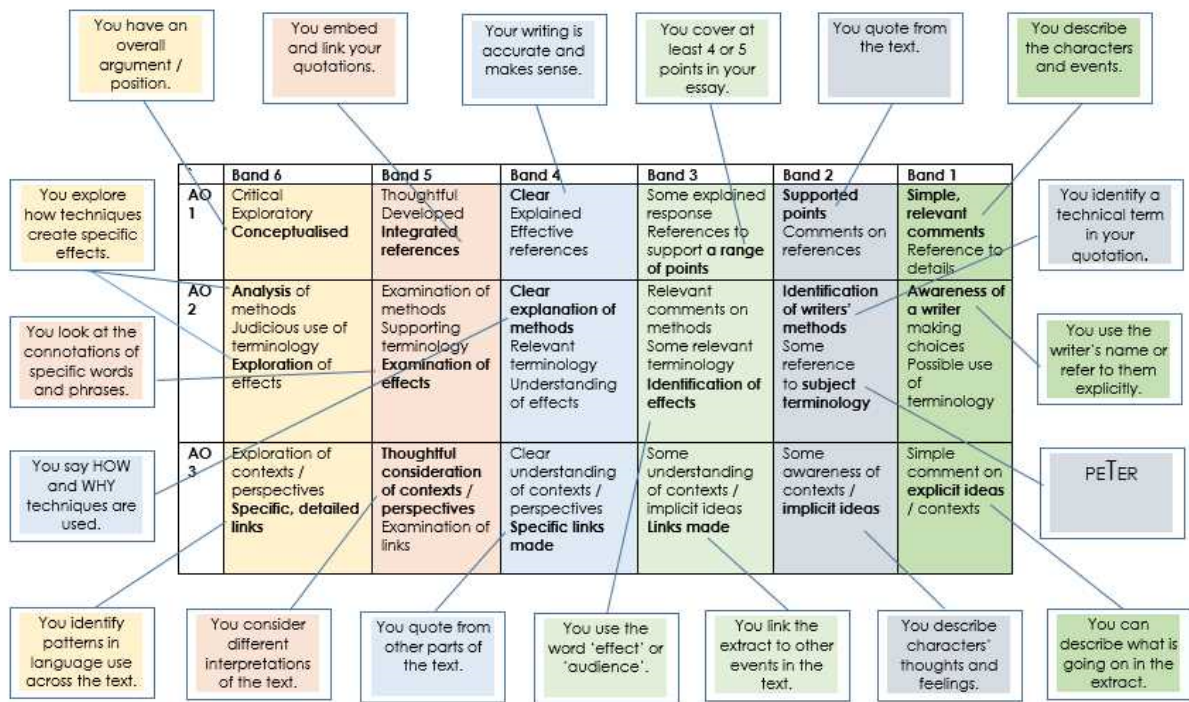 You have an
overall
argument /
position.
You embed
and link your
quotations.
Your writing is
accurate and
makes sense.
You cover at
least 4 or 5
points in your
essay.
You quote from
the text.
You describe
the characters
and events.
You explore
how techniques
create specific
effects.
You look at the
connotations of
specific words
and phrases.
You say HOW
and WHY
techniques are
used.
Band 6
Band 5
Band 4
Band 3
Band 2
Band 1
AO
1
Critical
Exploratory
Conceptualised
Thoughtful
Developed
Integrated
references
Clear
Explained
Effective
references
Some explained
response
References to
support a range
of points
Supported
points
Comments on
references
Simple,
relevant
comments
Reference to
details
AO
2
Analysis of
methods
Judicious use of
terminology
Exploration of
effects
Examination of
methods
Supporting
terminology
Examination of
effects
Clear
explanation of
methods
Relevant
terminology
Understanding
of effects
Relevant
comments on
methods
Some relevant
terminology
Identification of
effects
Identification
of writers'
methods
Some
reference
to subject
terminology
Awareness of
a writer
making
choices
Possible use of
terminology
AO
3
Exploration of
contexts /
perspectives
Specific, detailed
links
Thoughtful
consideration
of contexts /
perspectives
Examination of
links
Clear
understanding
of contexts /
perspectives
Specific links
made
Some
understanding
of contexts /
implicit ideas
Links made
Some
awareness of
contexts /
implicit ideas
Simple
comment on
explicit ideas
/ contexts
You identify a
technical term
in your
quotation.
You use the
writer's name or
refer to them
explicitly.
PETER
You identify
patterns in
language use
across the text.
You consider
different
interpretations
of the text.
You quote from
other parts of
the text.
You use the
word 'effect' or
'audience'.
You link the
extract to other
events in the
text.
You describe
characters'
thoughts and
feelings.
You can
describe what is
going on in the
extract.